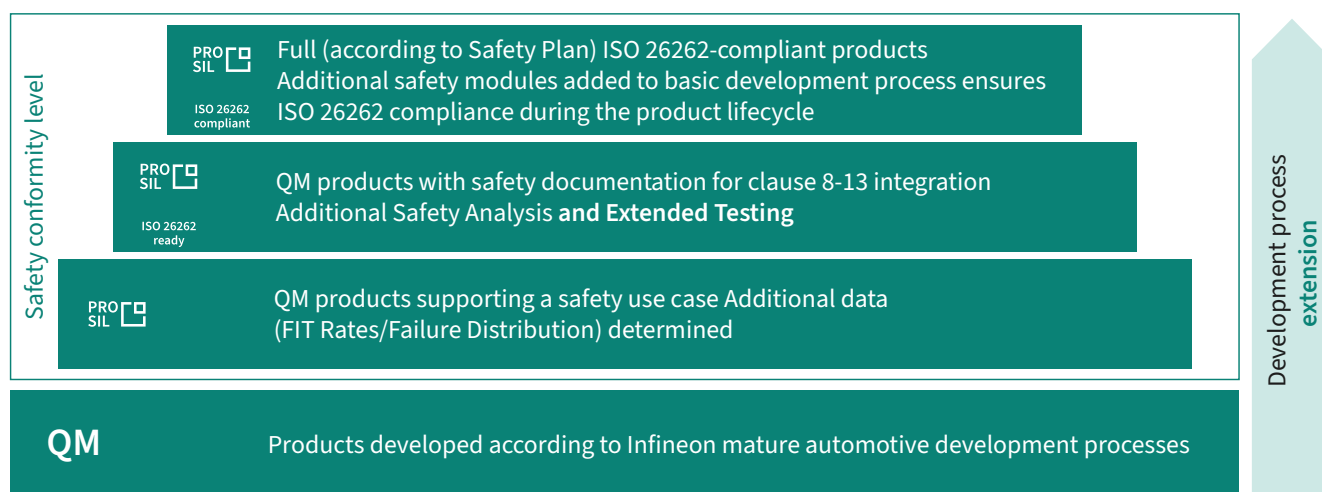 Safety conformity level
PRO
SIL
ISO 26262
compliant
Full (according to Safety Plan) ISO 26262-compliant products
Additional safety modules added to basic development process ensures
ISO 26262 compliance during the product lifecycle
PRO
SIL
ISO 26262
ready
QM products with safety documentation for clause 8-13 integration
Additional Safety Analysis and Extended Testing
PRO
SIL
QM products supporting a safety use case Additional data
(FIT Rates/Failure Distribution) determined
QM
Products developed according to Infineon mature automotive development processes
Development process
extension